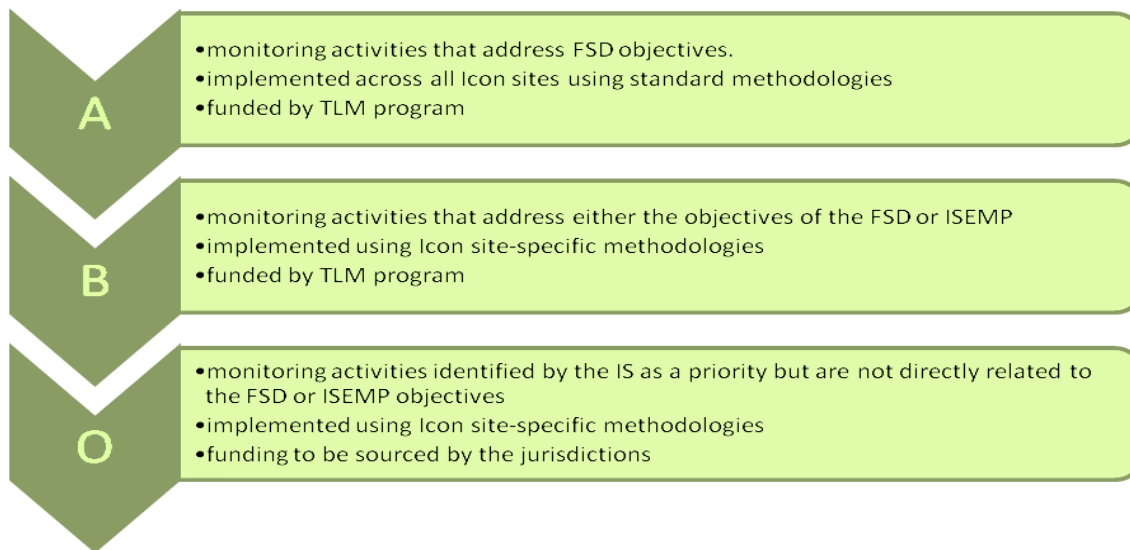 A
•monitoring activities that address FSD objectives.
•implemented across all Icon sites using standard methodologies
•funded by TLM program
B
•monitoring activities that address either the objectives of the FSD or ISEMP
•implemented using Icon site-specific methodologies
•funded by TLM program
O
•monitoring activities identified by the IS as a priority but are not directly related to
the FSD or ISEMP objectives
•implemented using Icon site-specific methodologies
•funding to be sourced by the jurisdictions